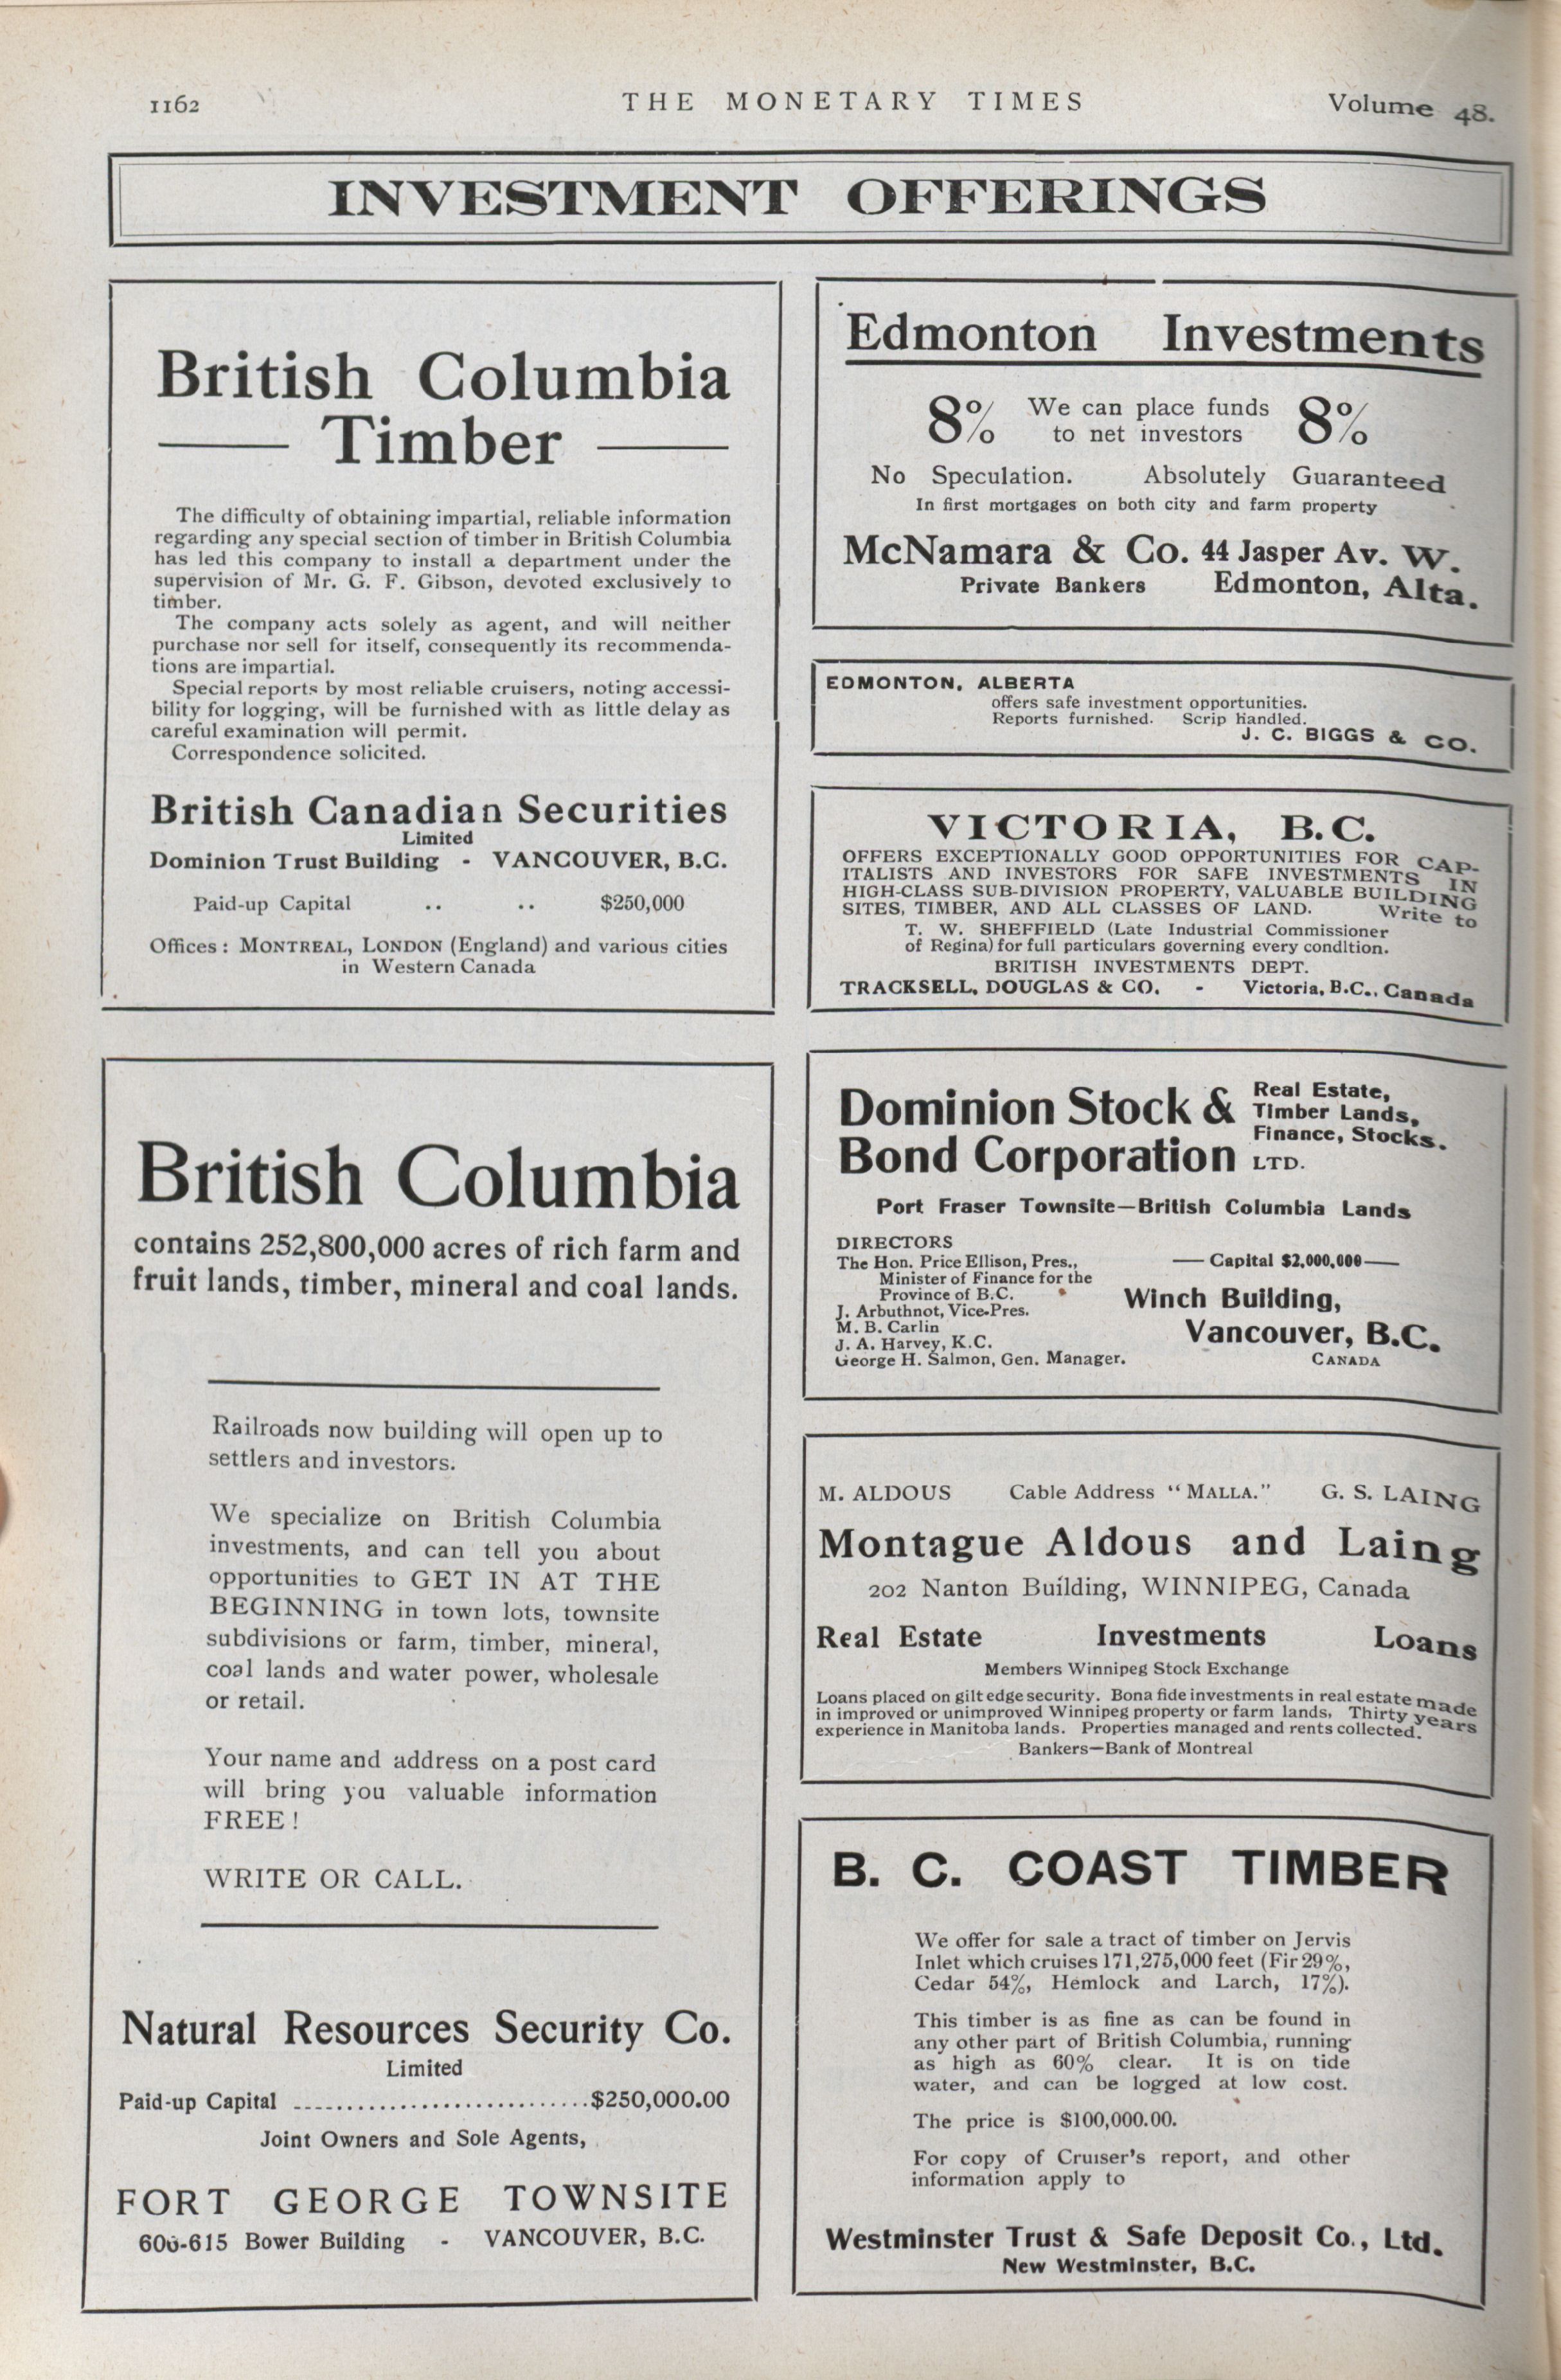 1162
THE MONETARY TIMES
Volume 48.
INVESTMENT OFFERINGS
British Columbia
Timber
The difficulty of obtaining impartial, reliable information
regarding any special section of timber in British Columbia
has led this company to install a department under the
supervision of Mr. G. F. Gibson, devoted exclusively to
timber.
The company acts solely as agent, and will neither
purchase nor sell for itself, consequently its recommenda-
tions are impartial.
Special reports by most reliable cruisers, noting accessi-
bility for logging, will be furnished with as little delay as
careful examination will permit.
Correspondence solicited.
British Canadian Securities
Limited
Dominion Trust Building - VANCOUVER, B.C.
Paid-up Capital .. .. $250,000
Offices: MONTREAL, LONDON (England) and various cities
in Western Canada
British Columbia
contains 252,800,000 acres of rich farm and
fruit lands, timber, mineral and coal lands.
Railroads now building will open up to
settlers and investors.
We specialize on British Columbia
investments, and can tell you about
opportunities to GET IN AT THE
BEGINNING in town lots, townsite
subdivisions or farm, timber, mineral,
coal lands and water power, wholesale
or retail.
Your name and address on a post card
will bring you valuable information
FREE!
WRITE OR CALL.
Natural Resources Security Co.
Limited
Paid-up Capital ..............................$250,000.00
Joint Owners and Sole Agents,
FORT GEORGE TOWNSITE
606-615 Bower Building - VANCOUVER, B.C.
Edmonton Investments
8% We can place funds 8%
to net investors
No Speculation. Absolutely Guaranteed
In first mortgages on both city and farm property
McNamara & Co. 44 Jasper Av. W.
Private Bankers Edmonton, Alta.
EDMONTON, ALBERTA
offers safe investment opportunities.
Reports furnished. Scrip Handled.
J. C. BIGGS & CO.
VICTORIA, B.C.
OFFERS EXCEPTIONALLY GOOD OPPORTUNITIES FOR CAP-
ITALISTS AND INVESTORS FOR SAFE INVESTMENTS IN
HIGH-CLASS SUB-DIVISION PROPERTY, VALUABLE BUILDING
SITES, TIMBER, AND ALL CLASSES OF LAND. Write to
T. W. SHEFFIELD (Late Industrial Commissioner
of Regina) for full particulars governing every condition.
BRITISH INVESTMENTS DEPT.
TRACKSELL, DOUGLAS & CO. - Victoria, B.C., Canada
Dominion Stock &
Bond Corporation LTD.
Real Estate,
Timber Lands,
Finance, Stocks.
Port Fraser Townsite—British Columbia Lands
DIRECTORS
The Hon. Price Ellison, Pres.,
Minister of Finance for the
Province of B.C.
J. Arbuthnot, Vice-Pres.
M. B. Carlin
J. A. Harvey, K.C.
George H. Salmon, Gen. Manager.
— Capital $2,000,000 —
Winch Building,
Vancouver, B.C.
CANADA
M. ALDOUS Cable Address "MALLA." G. S. LAING
Montague Aldous and Laing
202 Nanton Building, WINNIPEG, Canada
Real Estate Investments Loans
Members Winnipeg Stock Exchange
Loans placed on gilt edge security. Bona fide investments in real estate made
in improved or unimproved Winnipeg property or farm lands, Thirty years
experience in Manitoba lands. Properties managed and rents collected.
Bankers—Bank of Montreal
B. C. COAST TIMBER
We offer for sale a tract of timber on Jervis
Inlet which cruises 171,275,000 feet (Fir 29%,
Cedar 54%, Hemlock and Larch, 17%).
This timber is as fine as can be found in
any other part of British Columbia, running
as high as 60% clear. It is on tide
water, and can be logged at low cost.
The price is $100,000.00.
For copy of Cruiser's report, and other
information apply to
Westminster Trust & Safe Deposit Co., Ltd.
New Westminster, B.C.